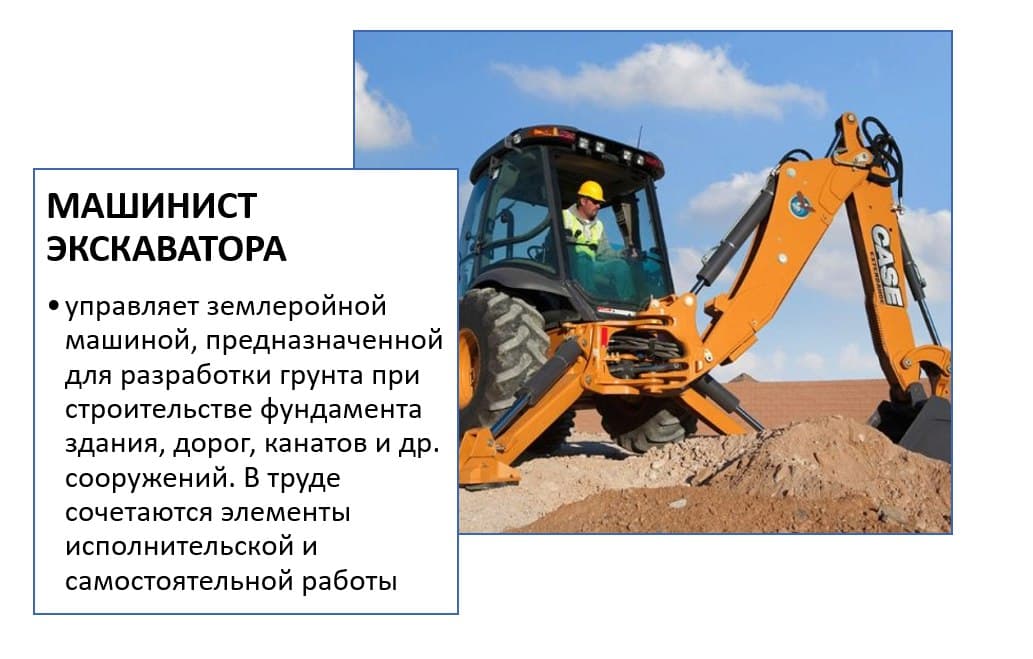 МАШИНИСТ
ЭКСКАВАТОРА
• управляет землеройной
машиной, предназначенной
для разработки грунта при
строительстве фундамента
здания, дорог, канатов и др.
сооружений. В труде
сочетаются элементы
исполнительской и
самостоятельной работы
CASE